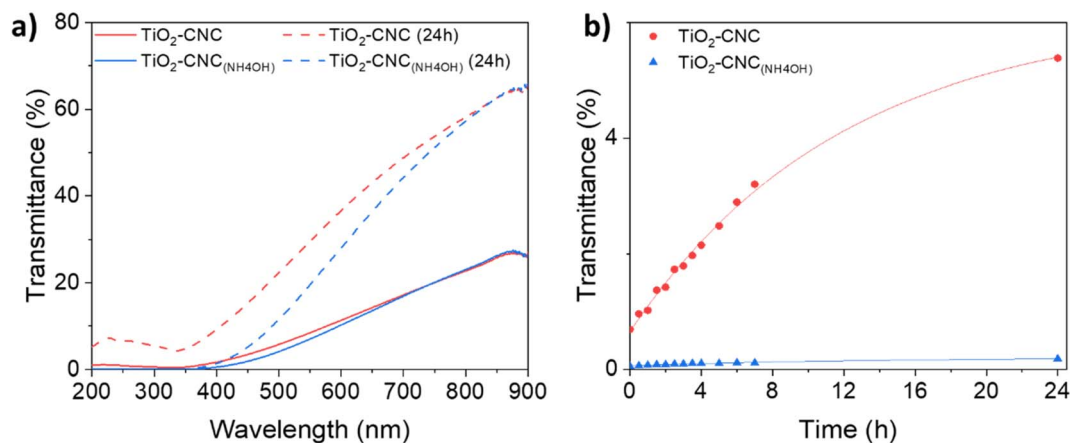 a)
TiO2-CNC
TiO2-CNC (24h)
TiO2-CNC(NH4OH)
TiO2-CNC(NH4OH) (24h)
80
60
40
20
0
Transmittance (%)
200 300 400 500 600 700 800 900
Wavelength (nm)
b)
TiO2-CNC
TiO2-CNC(NH4OH)
4
0
Transmittance (%)
0 4 8 12 16 20 24
Time (h)